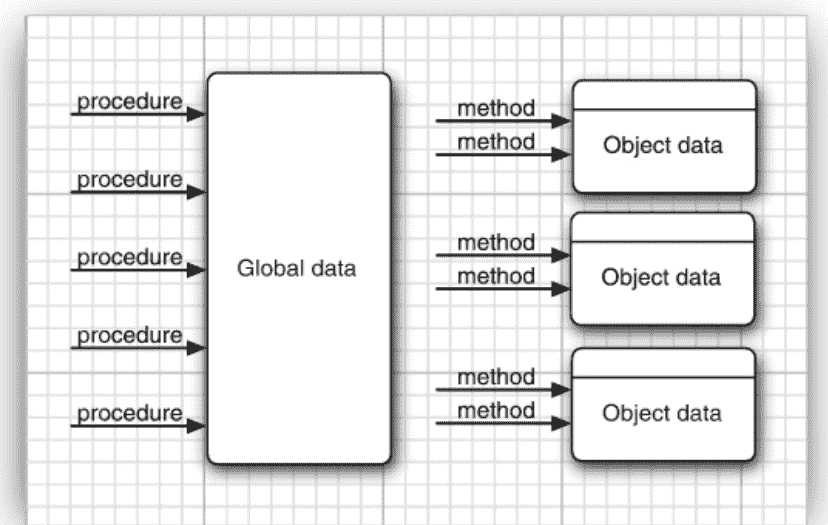 procedure
procedure
procedure
procedure
procedure
Global data
method
method
Object data
method
method
Object data
method
method
Object data